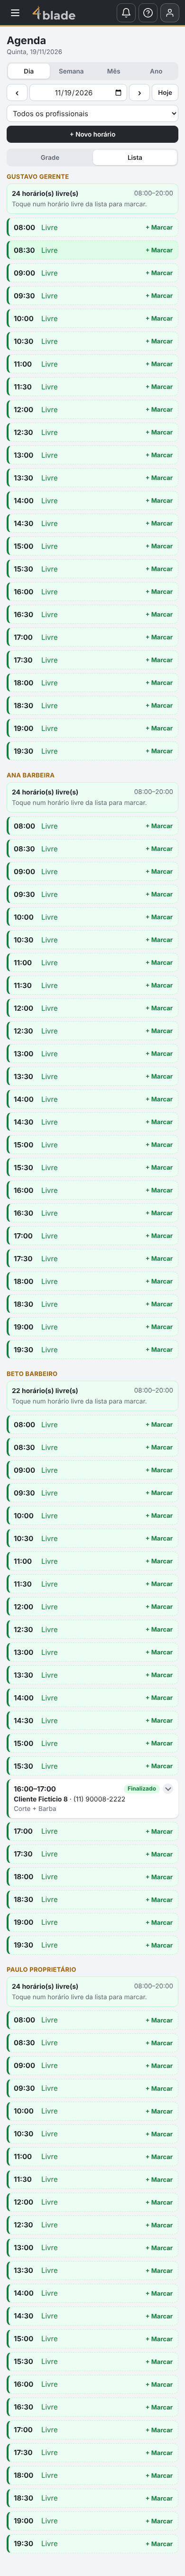 4blade
Agenda
Quinta, 19/11/2026
Dia Semana Mês Ano
‹ 11/19/2026 › Hoje
Todos os profissionais
+ Novo horário
Grade Lista
GUSTAVO GERENTE
24 horário(s) livre(s) 08:00–20:00
Toque num horário livre da lista para marcar.
08:00 Livre + Marcar
08:30 Livre + Marcar
09:00 Livre + Marcar
09:30 Livre + Marcar
10:00 Livre + Marcar
10:30 Livre + Marcar
11:00 Livre + Marcar
11:30 Livre + Marcar
12:00 Livre + Marcar
12:30 Livre + Marcar
13:00 Livre + Marcar
13:30 Livre + Marcar
14:00 Livre + Marcar
14:30 Livre + Marcar
15:00 Livre + Marcar
15:30 Livre + Marcar
16:00 Livre + Marcar
16:30 Livre + Marcar
17:00 Livre + Marcar
17:30 Livre + Marcar
18:00 Livre + Marcar
18:30 Livre + Marcar
19:00 Livre + Marcar
19:30 Livre + Marcar
ANA BARBEIRA
24 horário(s) livre(s) 08:00–20:00
Toque num horário livre da lista para marcar.
08:00 Livre + Marcar
08:30 Livre + Marcar
09:00 Livre + Marcar
09:30 Livre + Marcar
10:00 Livre + Marcar
10:30 Livre + Marcar
11:00 Livre + Marcar
11:30 Livre + Marcar
12:00 Livre + Marcar
12:30 Livre + Marcar
13:00 Livre + Marcar
13:30 Livre + Marcar
14:00 Livre + Marcar
14:30 Livre + Marcar
15:00 Livre + Marcar
15:30 Livre + Marcar
16:00 Livre + Marcar
16:30 Livre + Marcar
17:00 Livre + Marcar
17:30 Livre + Marcar
18:00 Livre + Marcar
18:30 Livre + Marcar
19:00 Livre + Marcar
19:30 Livre + Marcar
BETO BARBEIRO
22 horário(s) livre(s) 08:00–20:00
Toque num horário livre da lista para marcar.
08:00 Livre + Marcar
08:30 Livre + Marcar
09:00 Livre + Marcar
09:30 Livre + Marcar
10:00 Livre + Marcar
10:30 Livre + Marcar
11:00 Livre + Marcar
11:30 Livre + Marcar
12:00 Livre + Marcar
12:30 Livre + Marcar
13:00 Livre + Marcar
13:30 Livre + Marcar
14:00 Livre + Marcar
14:30 Livre + Marcar
15:00 Livre + Marcar
15:30 Livre + Marcar
16:00–17:00 Finalizado
Cliente Fictício 8 · (11) 90008-2222
Corte + Barba
17:00 Livre + Marcar
17:30 Livre + Marcar
18:00 Livre + Marcar
18:30 Livre + Marcar
19:00 Livre + Marcar
19:30 Livre + Marcar
PAULO PROPRIETÁRIO
24 horário(s) livre(s) 08:00–20:00
Toque num horário livre da lista para marcar.
08:00 Livre + Marcar
08:30 Livre + Marcar
09:00 Livre + Marcar
09:30 Livre + Marcar
10:00 Livre + Marcar
10:30 Livre + Marcar
11:00 Livre + Marcar
11:30 Livre + Marcar
12:00 Livre + Marcar
12:30 Livre + Marcar
13:00 Livre + Marcar
13:30 Livre + Marcar
14:00 Livre + Marcar
14:30 Livre + Marcar
15:00 Livre + Marcar
15:30 Livre + Marcar
16:00 Livre + Marcar
16:30 Livre + Marcar
17:00 Livre + Marcar
17:30 Livre + Marcar
18:00 Livre + Marcar
18:30 Livre + Marcar
19:00 Livre + Marcar
19:30 Livre + Marcar